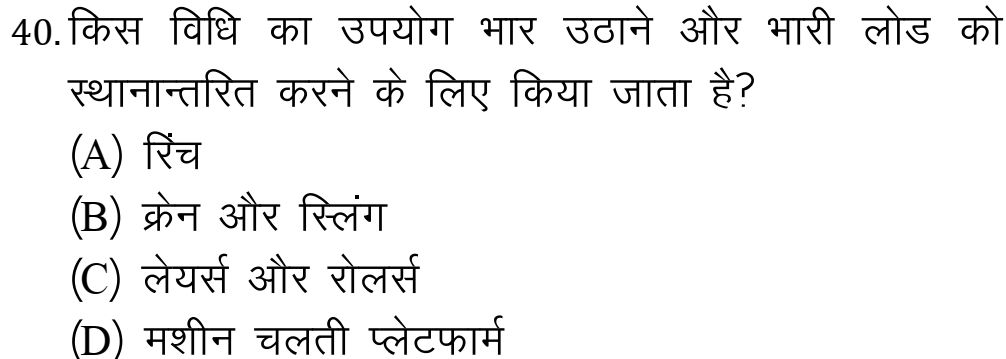 40. किस विधि का उपयोग भार उठाने और भारी लोड को
स्थानान्तरित करने के लिए किया जाता है?
(A) रिंच
(B) क्रेन और स्लिंग
(C) लेयर्स और रोलर्स
(D) मशीन चलती प्लेटफार्म